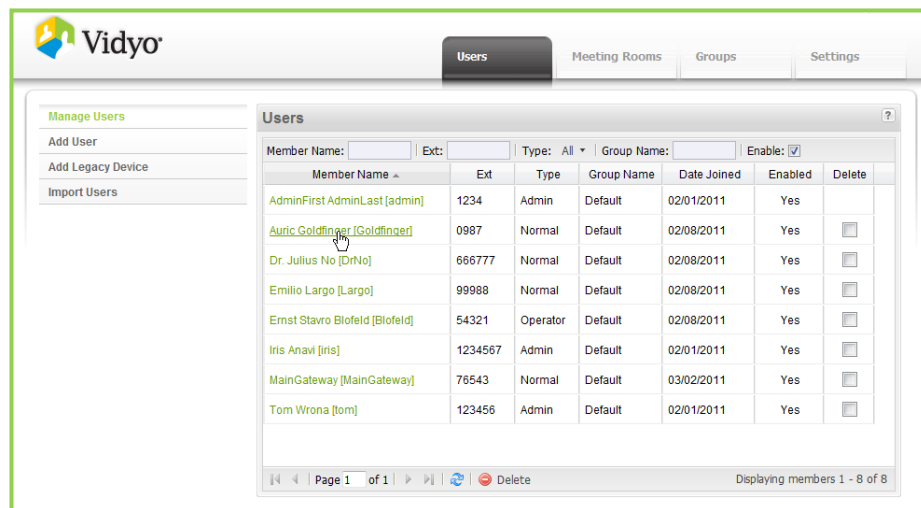 Vidyo
Users Meeting Rooms Groups Settings
Manage Users
Add User
Add Legacy Device
Import Users
Users ?
Member Name: Ext: Type: All Group Name: Enable:
Member Name Ext Type Group Name Date Joined Enabled Delete
AdminFirst AdminLast [admin] 1234 Admin Default 02/01/2011 Yes
Auric Goldfinger [Goldfinger] 0987 Normal Default 02/08/2011 Yes
Dr. Julius No [DrNo] 666777 Normal Default 02/08/2011 Yes
Emilio Largo [Largo] 99988 Normal Default 02/08/2011 Yes
Ernst Stavro Blofeld [Blofeld] 54321 Operator Default 02/08/2011 Yes
Iris Anavi [iris] 1234567 Admin Default 02/01/2011 Yes
MainGateway [MainGateway] 76543 Normal Default 03/02/2011 Yes
Tom Wrona [tom] 123456 Admin Default 02/01/2011 Yes
Page 1 of 1 Delete Displaying members 1 - 8 of 8